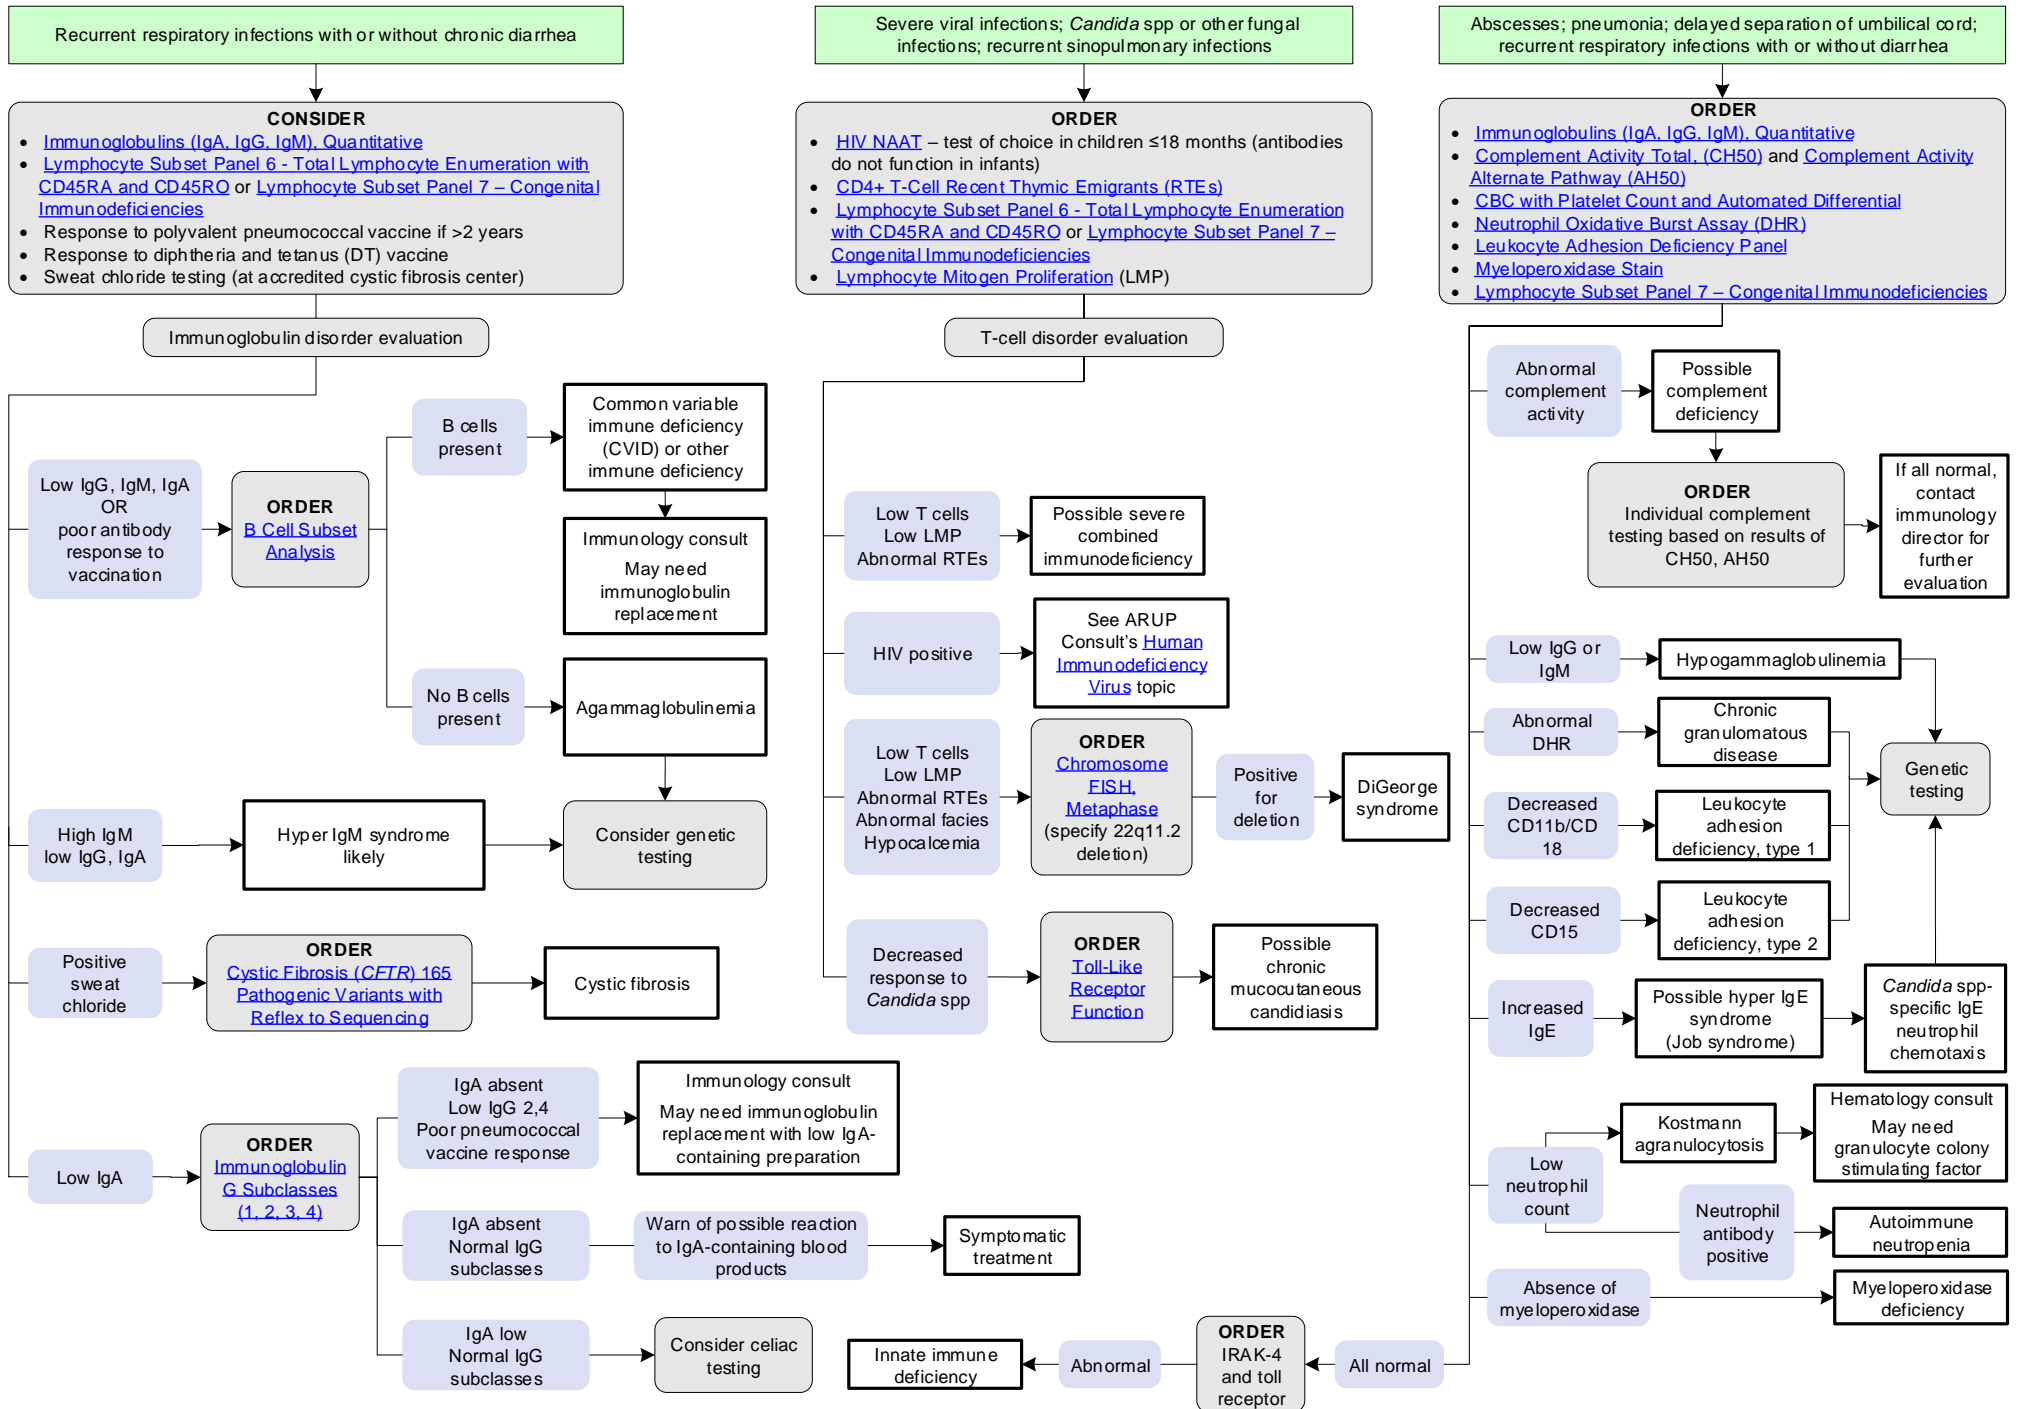 Recurrent respiratory infections with or without chronic diarrhea
CONSIDER
• Immunoglobulins (IgA, IgG, IgM), Quantitative
• Lymphocyte Subset Panel 6 - Total Lymphocyte Enumeration with
CD45RA and CD45RO or Lymphocyte Subset Panel 7 – Congenital
Immunodeficiencies
• Response to polyvalent pneumococcal vaccine if >2 years
• Response to diphtheria and tetanus (DT) vaccine
• Sweat chloride testing (at accredited cystic fibrosis center)
Immunoglobulin disorder evaluation
Low IgG, IgM, IgA
OR
poor antibody
response to
vaccination
ORDER
B Cell Subset
Analysis
B cells
present
Common variable
immune deficiency
(CVID) or other
immune deficiency
Immunology consult
May need
immunoglobulin
replacement
No B cells
present
Agammaglobulinemia
High IgM
low IgG, IgA
Hyper IgM syndrome
likely
Consider genetic
testing
Positive
sweat
chloride
ORDER
Cystic Fibrosis (CFTR) 165
Pathogenic Variants with
Reflex to Sequencing
Cystic fibrosis
Low IgA
ORDER
Immunoglobulin
G Subclasses
(1, 2, 3, 4)
IgA absent
Low IgG 2,4
Poor pneumococcal
vaccine response
Immunology consult
May need immunoglobulin
replacement with low IgA-
containing preparation
IgA absent
Normal IgG
subclasses
Warn of possible reaction
to IgA-containing blood
products
Symptomatic
treatment
IgA low
Normal IgG
subclasses
Consider celiac
testing
Severe viral infections; Candida spp or other fungal
infections; recurrent sinopulmonary infections
ORDER
• HIV NAAT – test of choice in children ≤18 months (antibodies
do not function in infants)
• CD4+ T-Cell Recent Thymic Emigrants (RTEs)
• Lymphocyte Subset Panel 6 - Total Lymphocyte Enumeration
with CD45RA and CD45RO or Lymphocyte Subset Panel 7 –
Congenital Immunodeficiencies
• Lymphocyte Mitogen Proliferation (LMP)
T-cell disorder evaluation
Low T cells
Low LMP
Abnormal RTEs
Possible severe
combined
immunodeficiency
HIV positive
See ARUP
Consult's Human
Immunodeficiency
Virus topic
Low T cells
Low LMP
Abnormal RTEs
Abnormal facies
Hypocalcemia
ORDER
Chromosome
FISH,
Metaphase
(specify 22q11.2
deletion)
Positive
for
deletion
DiGeorge
syndrome
Decreased
response to
Candida spp
ORDER
Toll-Like
Receptor
Function
Possible
chronic
mucocutaneous
candidiasis
Abscesses; pneumonia; delayed separation of umbilical cord;
recurrent respiratory infections with or without diarrhea
ORDER
• Immunoglobulins (IgA, IgG, IgM), Quantitative
• Complement Activity Total, (CH50) and Complement Activity
Alternate Pathway (AH50)
• CBC with Platelet Count and Automated Differential
• Neutrophil Oxidative Burst Assay (DHR)
• Leukocyte Adhesion Deficiency Panel
• Myeloperoxidase Stain
• Lymphocyte Subset Panel 7 – Congenital Immunodeficiencies
Abnormal
complement
activity
Possible
complement
deficiency
ORDER
Individual complement
testing based on results of
CH50, AH50
If all normal,
contact
immunology
director for
further
evaluation
Low IgG or
IgM
Hypogammaglobulinemia
Abnormal
DHR
Chronic
granulomatous
disease
Genetic
testing
Decreased
CD11b/CD
18
Leukocyte
adhesion
deficiency, type 1
Decreased
CD15
Leukocyte
adhesion
deficiency, type 2
Increased
IgE
Possible hyper IgE
syndrome
(Job syndrome)
Candida spp-
specific IgE
neutrophil
chemotaxis
Low
neutrophil
count
Kostmann
agranulocytosis
Hematology consult
May need
granulocyte colony
stimulating factor
Neutrophil
antibody
positive
Autoimmune
neutropenia
Absence of
myeloperoxidase
Myeloperoxidase
deficiency
All normal
ORDER
IRAK-4
and toll
receptor
Abnormal
Innate immune
deficiency